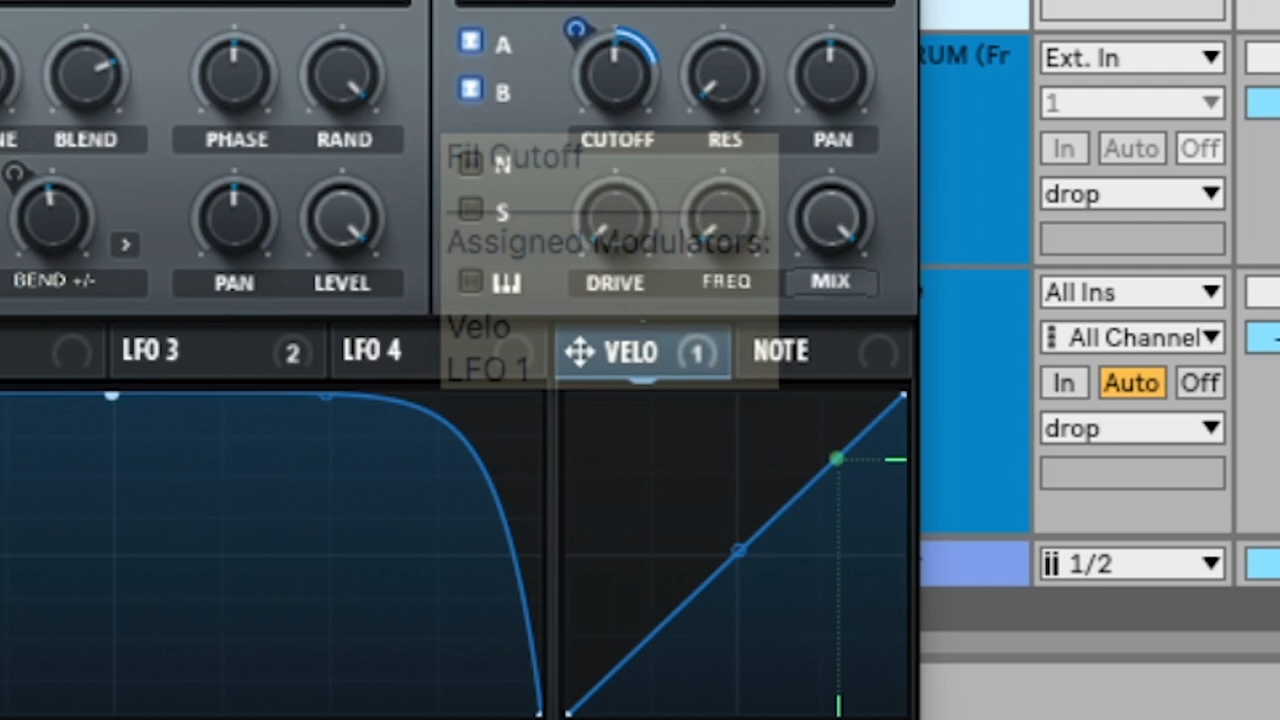 A
B
NE BLEND PHASE RAND CUTOFF RES PAN
Fil Cutoff
N
S
Assigned Modulators:
BEND +/- PAN LEVEL DRIVE FREQ MIX
Velo
LFO 1
LFO 3 2 LFO 4 VELO 1 NOTE
RUM (Fr
Ext. In
1
In Auto Off
drop
All Ins
All Channel
In Auto Off
drop
1/2